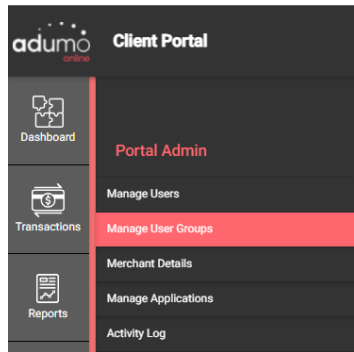 adumo
online
Client Portal
Dashboard
Portal Admin
Manage Users
Transactions
Manage User Groups
Merchant Details
Reports
Manage Applications
Activity Log